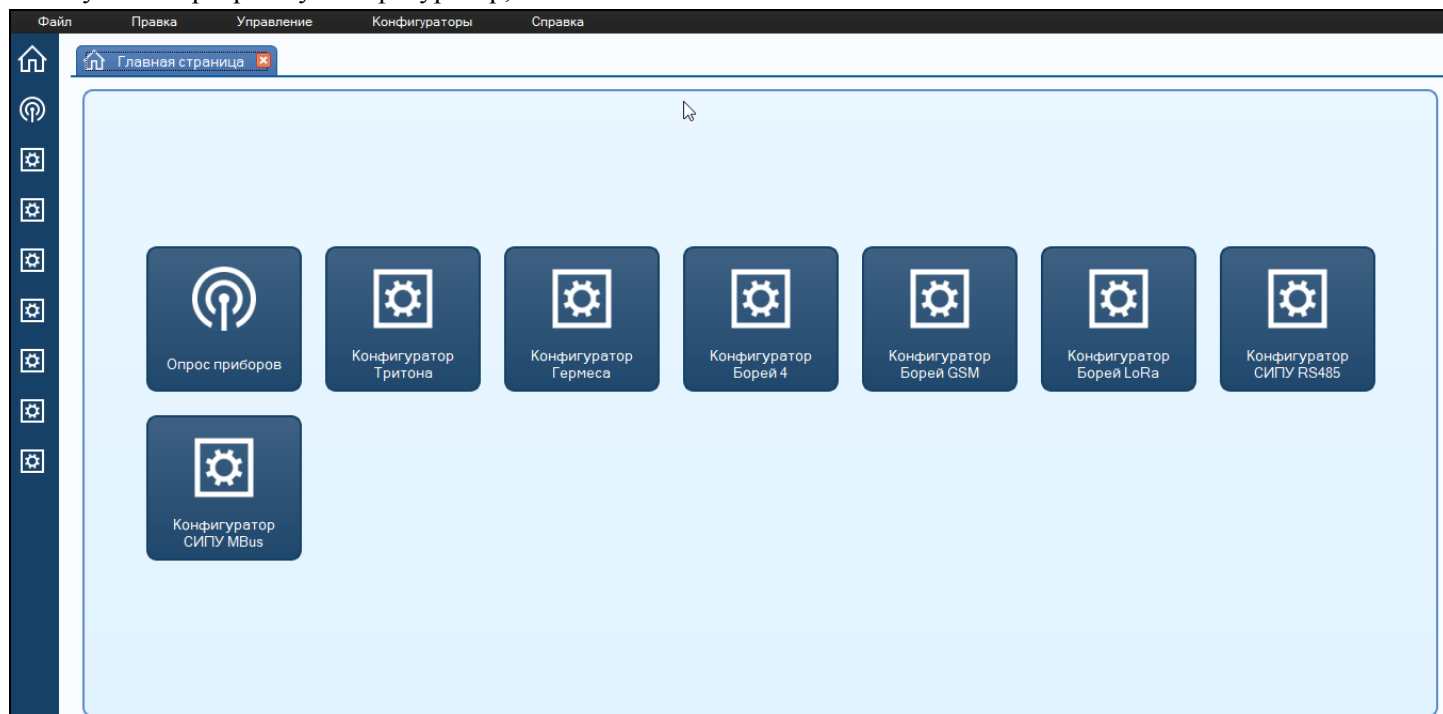 Файл Правка Управление Конфигураторы Справка
Главная страница
Опрос приборов
Конфигуратор
Тритона
Конфигуратор
Гермеса
Конфигуратор
Борей 4
Конфигуратор
Борей GSM
Конфигуратор
Борей LoRa
Конфигуратор
СИПУ RS485
Конфигуратор
СИПУ MBus